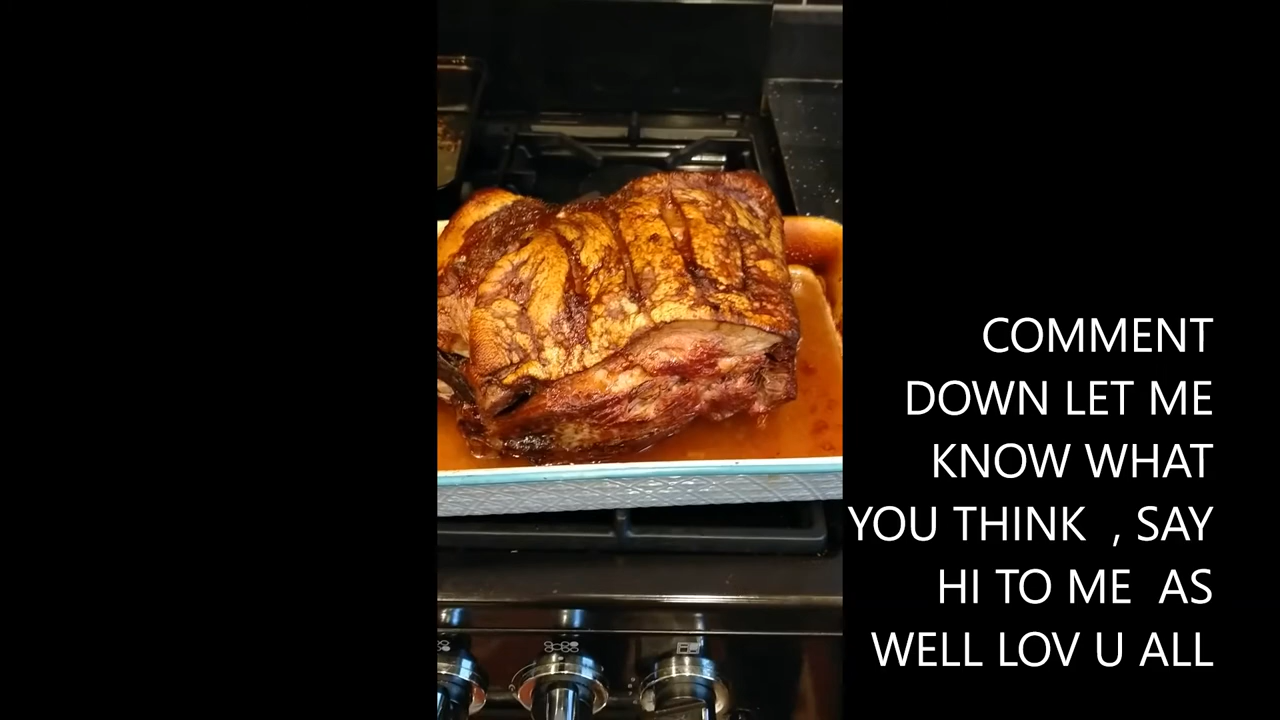 COMMENT
DOWN LET ME
KNOW WHAT
YOU THINK , SAY
HI TO ME AS
WELL LOV U ALL